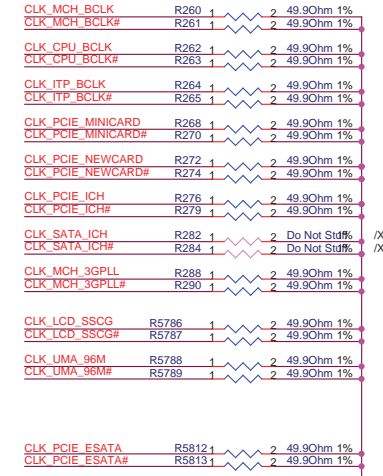 CLK_MCH_BCLK R260 1 2 49.9Ohm 1%
CLK_MCH_BCLK# R261 1 2 49.9Ohm 1%
CLK_CPU_BCLK R262 1 2 49.9Ohm 1%
CLK_CPU_BCLK# R263 1 2 49.9Ohm 1%
CLK_ITP_BCLK R264 1 2 49.9Ohm 1%
CLK_ITP_BCLK# R265 1 2 49.9Ohm 1%
CLK_PCIE_MINICARD R268 1 2 49.9Ohm 1%
CLK_PCIE_MINICARD# R270 1 2 49.9Ohm 1%
CLK_PCIE_NEWCARD R272 1 2 49.9Ohm 1%
CLK_PCIE_NEWCARD# R274 1 2 49.9Ohm 1%
CLK_PCIE_ICH R276 1 2 49.9Ohm 1%
CLK_PCIE_ICH# R279 1 2 49.9Ohm 1%
CLK_SATA_ICH R282 1 2 Do Not Stuff 1% /X
CLK_SATA_ICH# R284 1 2 Do Not Stuff 1% /X
CLK_MCH_3GPLL R288 1 2 49.9Ohm 1%
CLK_MCH_3GPLL# R290 1 2 49.9Ohm 1%
CLK_LCD_SSCG R5786 1 2 49.9Ohm 1%
CLK_LCD_SSCG# R5787 1 2 49.9Ohm 1%
CLK_UMA_96M R5788 1 2 49.9Ohm 1%
CLK_UMA_96M# R5789 1 2 49.9Ohm 1%
CLK_PCIE_ESATA R5812 1 2 49.9Ohm 1%
CLK_PCIE_ESATA# R5813 1 2 49.9Ohm 1%